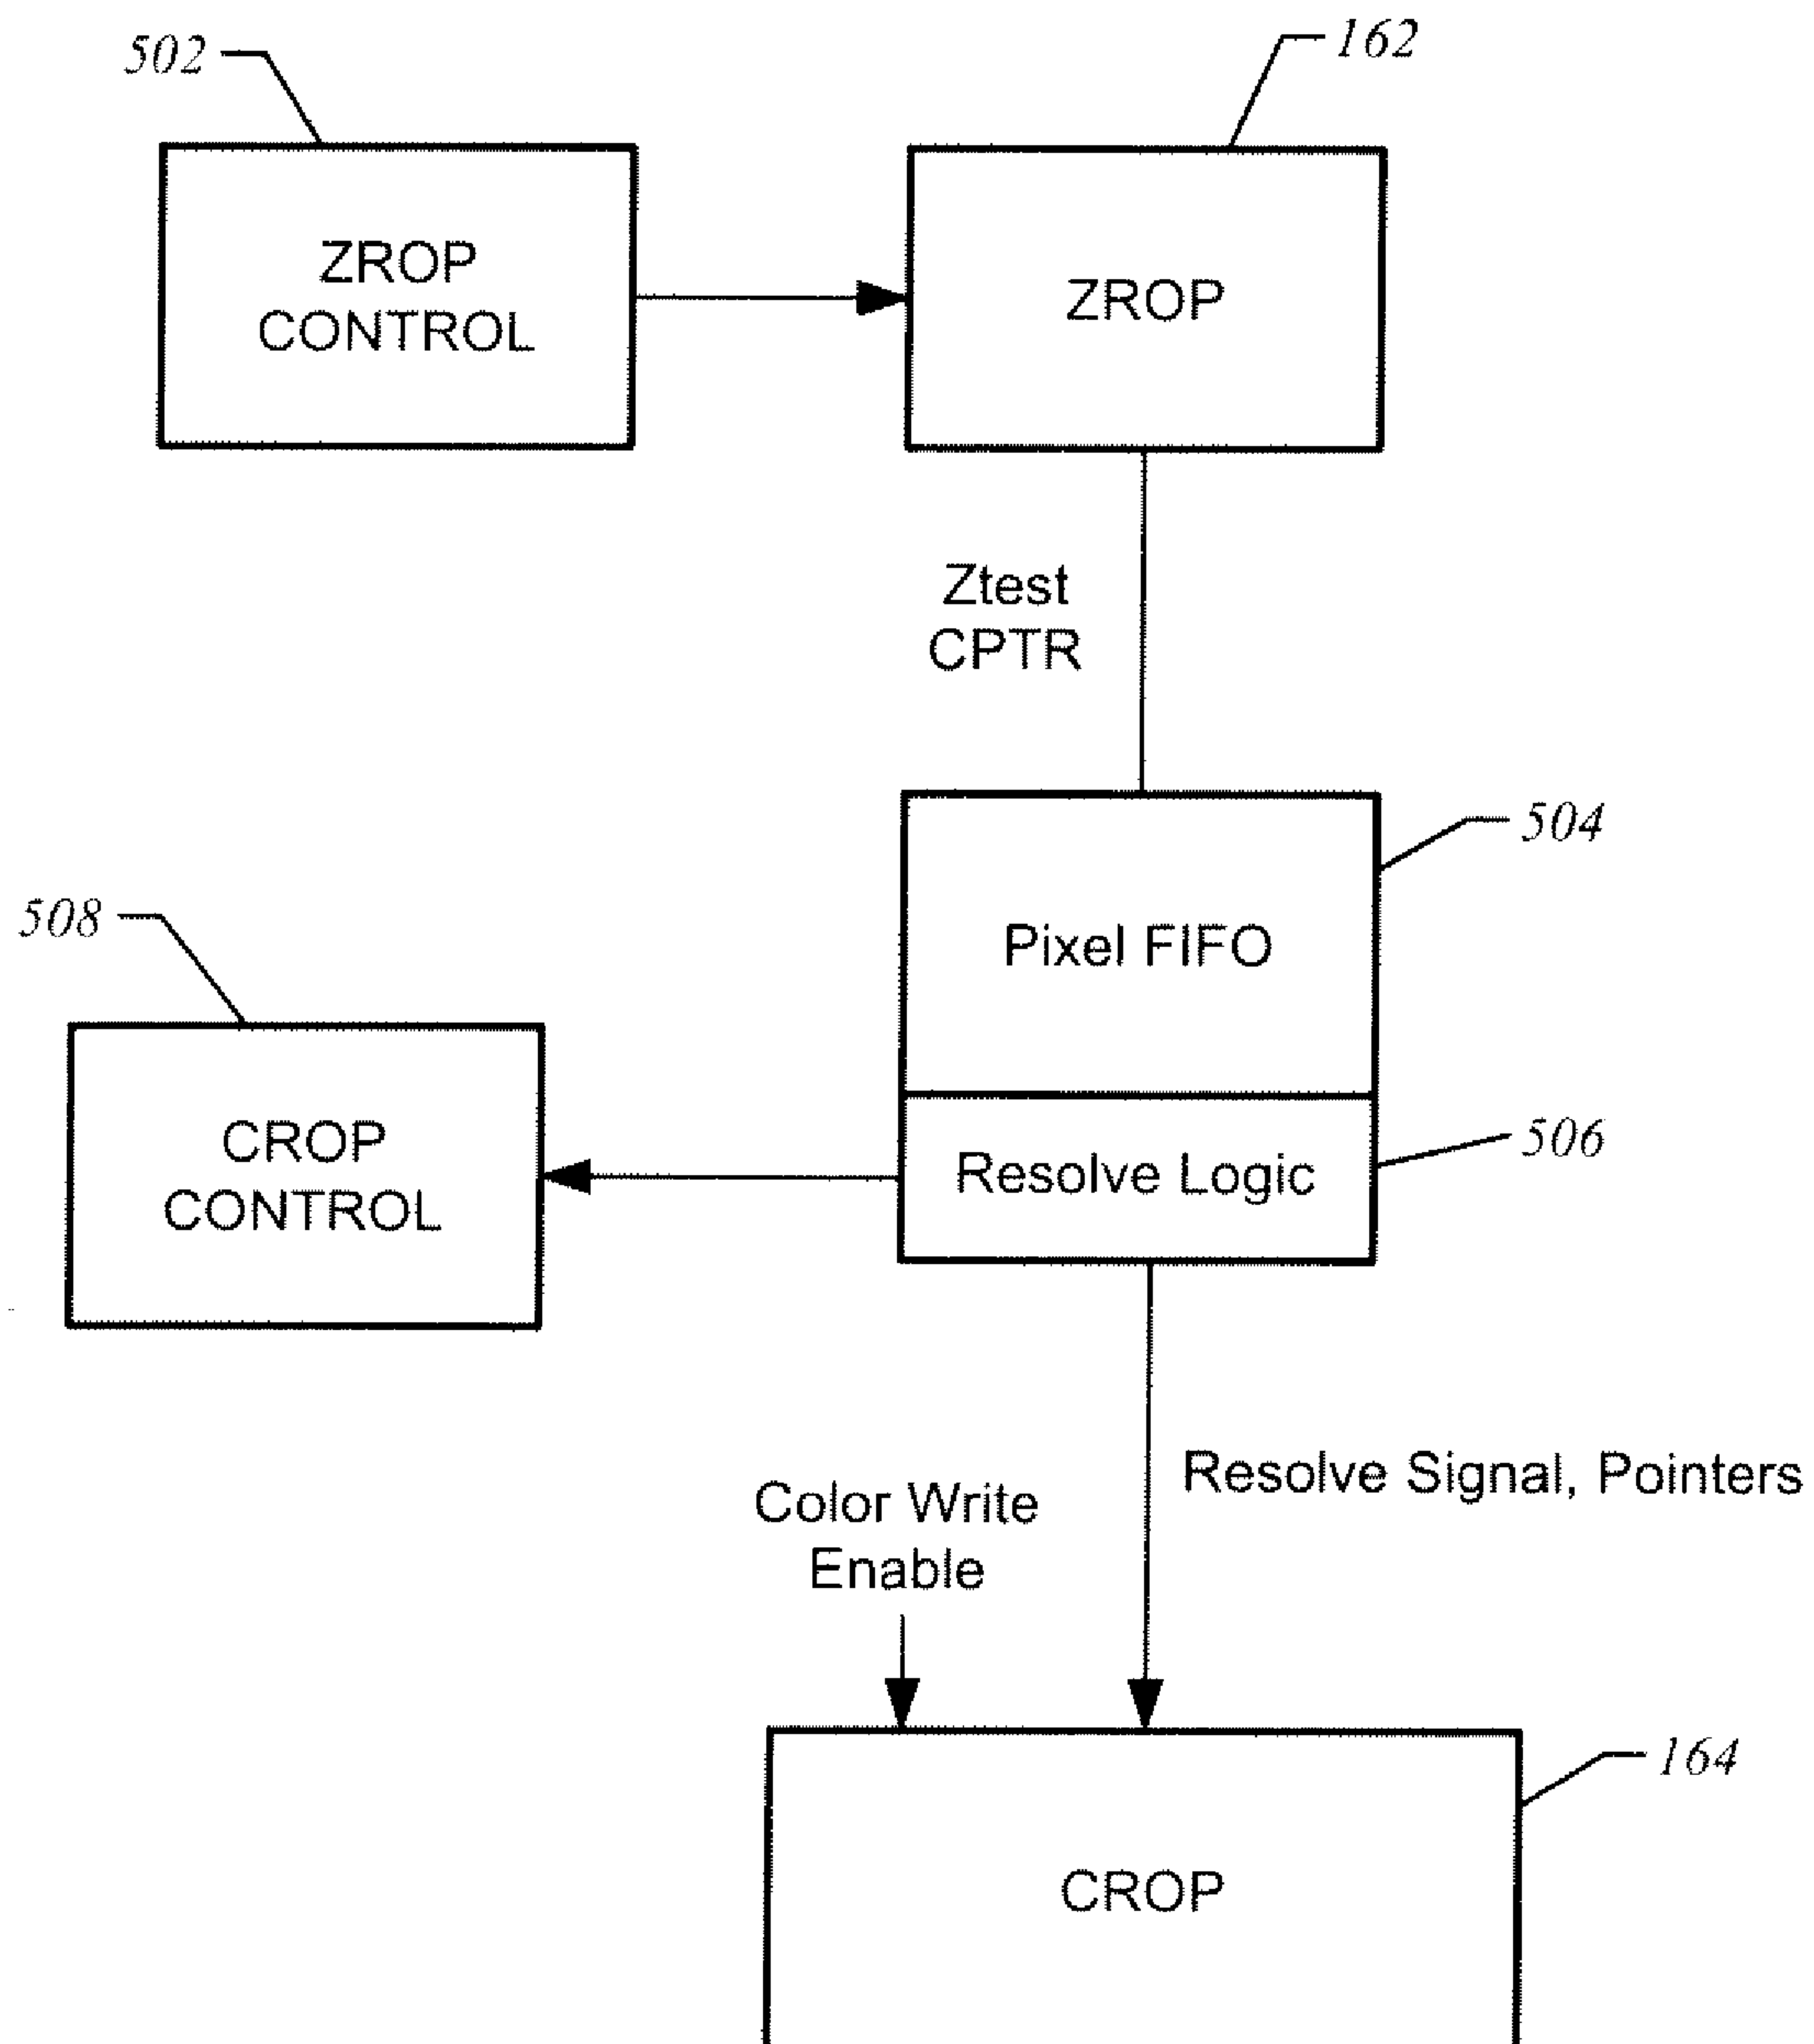 502
162
ZROP
CONTROL
ZROP
Ztest
CPTR
504
Pixel FIFO
508
CROP
CONTROL
506
Resolve Logic
Resolve Signal, Pointers
Color Write
Enable
164
CROP